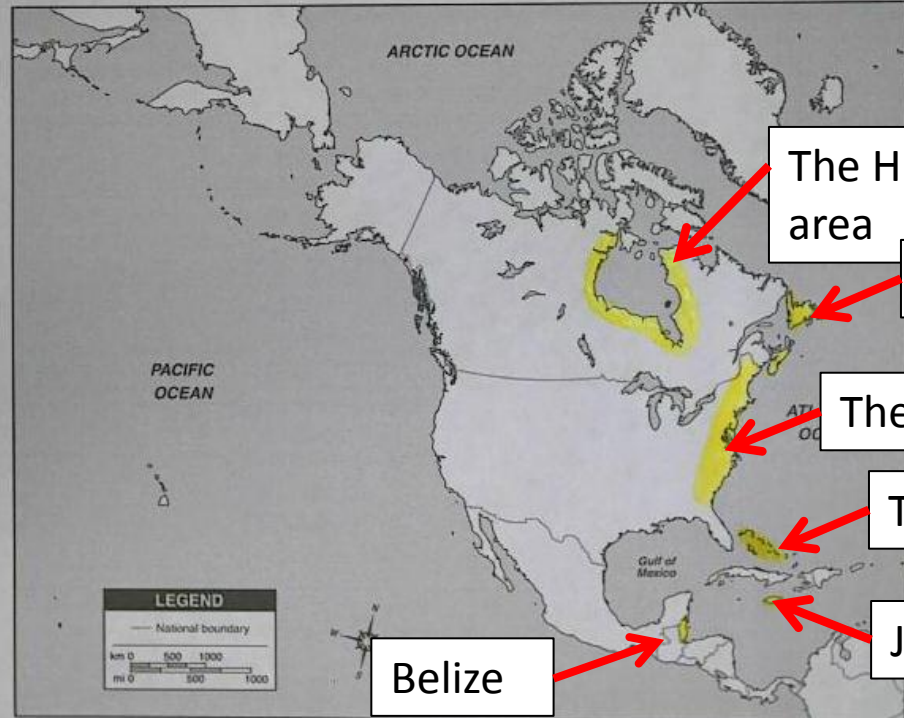 ARCTIC OCEAN
The H
area
PACIFIC
OCEAN
ATL
OC
The
T
Gulf of
Mexico
J
LEGEND
National boundary
km 0 500 1000
mi 0 500 1000
N
W
S
Belize